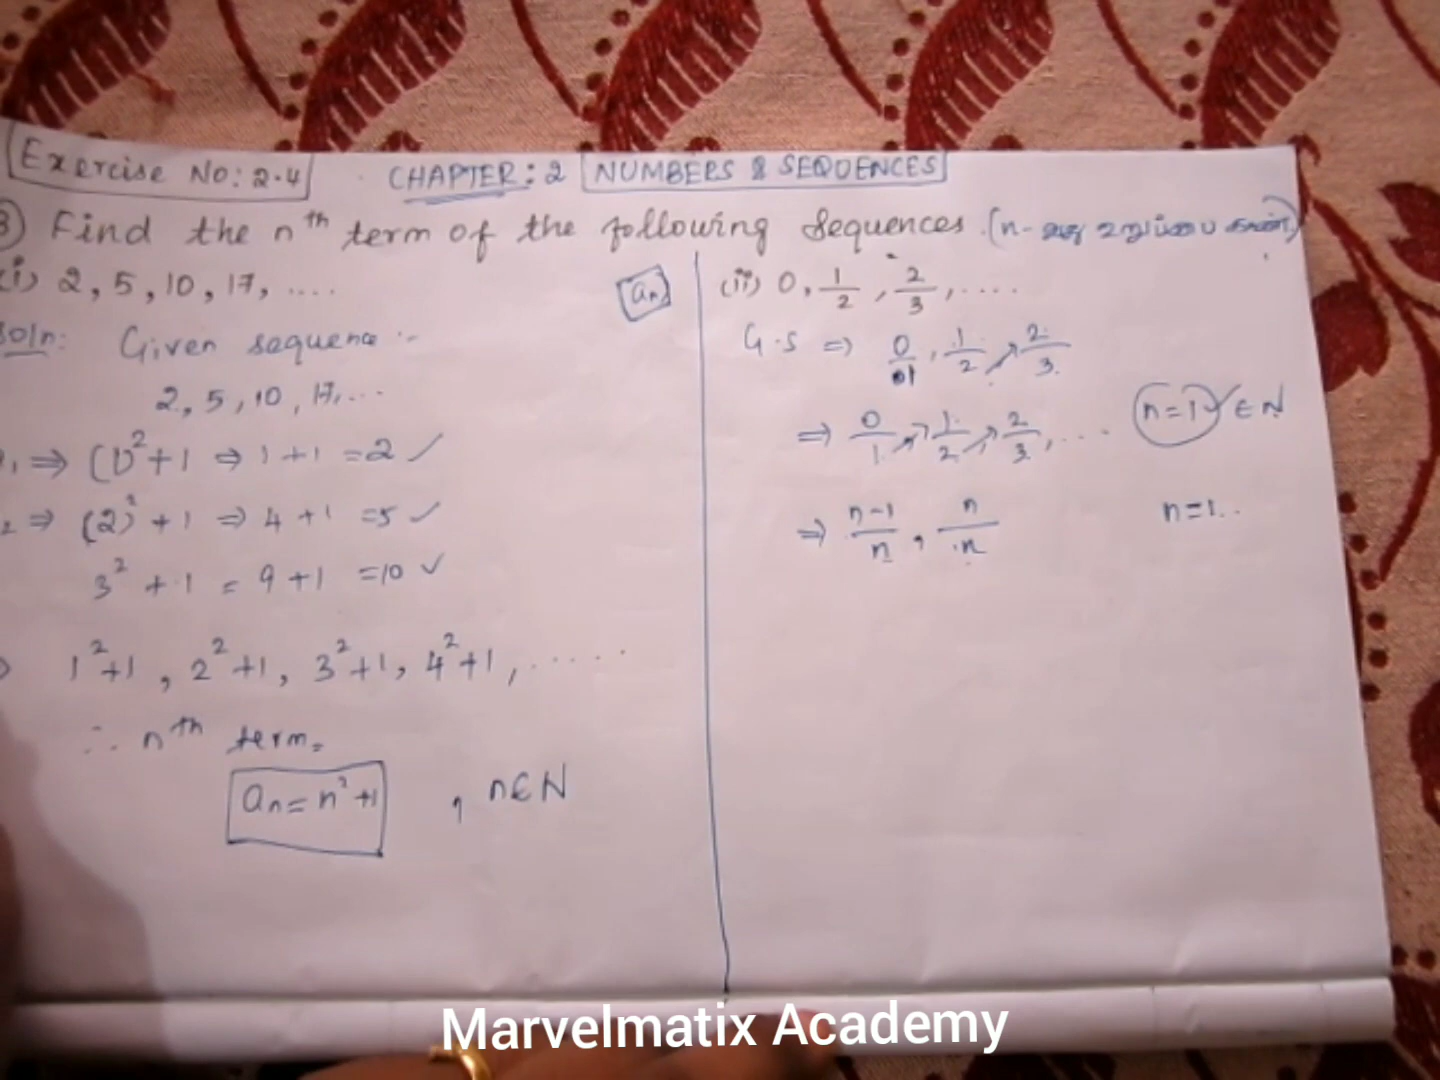 Exercise No: 2.4 CHAPTER: 2 NUMBERS & SEQUENCES
3) Find the nth term of the following Sequences. (n-வது உறுப்பை காண்)
(i) 2, 5, 10, 17, ....
Soln: Given sequence :-
2, 5, 10, 17, ...
1 ⇒ (1)² + 1 ⇒ 1 + 1 = 2 ✓
2 ⇒ (2)² + 1 ⇒ 4 + 1 = 5 ✓
3² + 1 = 9 + 1 = 10 ✓
1² + 1, 2² + 1, 3² + 1, 4² + 1, ......
∴ nth term =
an = n² + 1, n ∈ N
an
(ii) 0, 1/2, 2/3, ....
G.S ⇒ 0/1, 1/2, 2/3
⇒ 0/1, 1/2, 2/3, .... n = 1 ✓ ∈ N
⇒ n-1/n, n/n n = 1..
Marvelmatix Academy